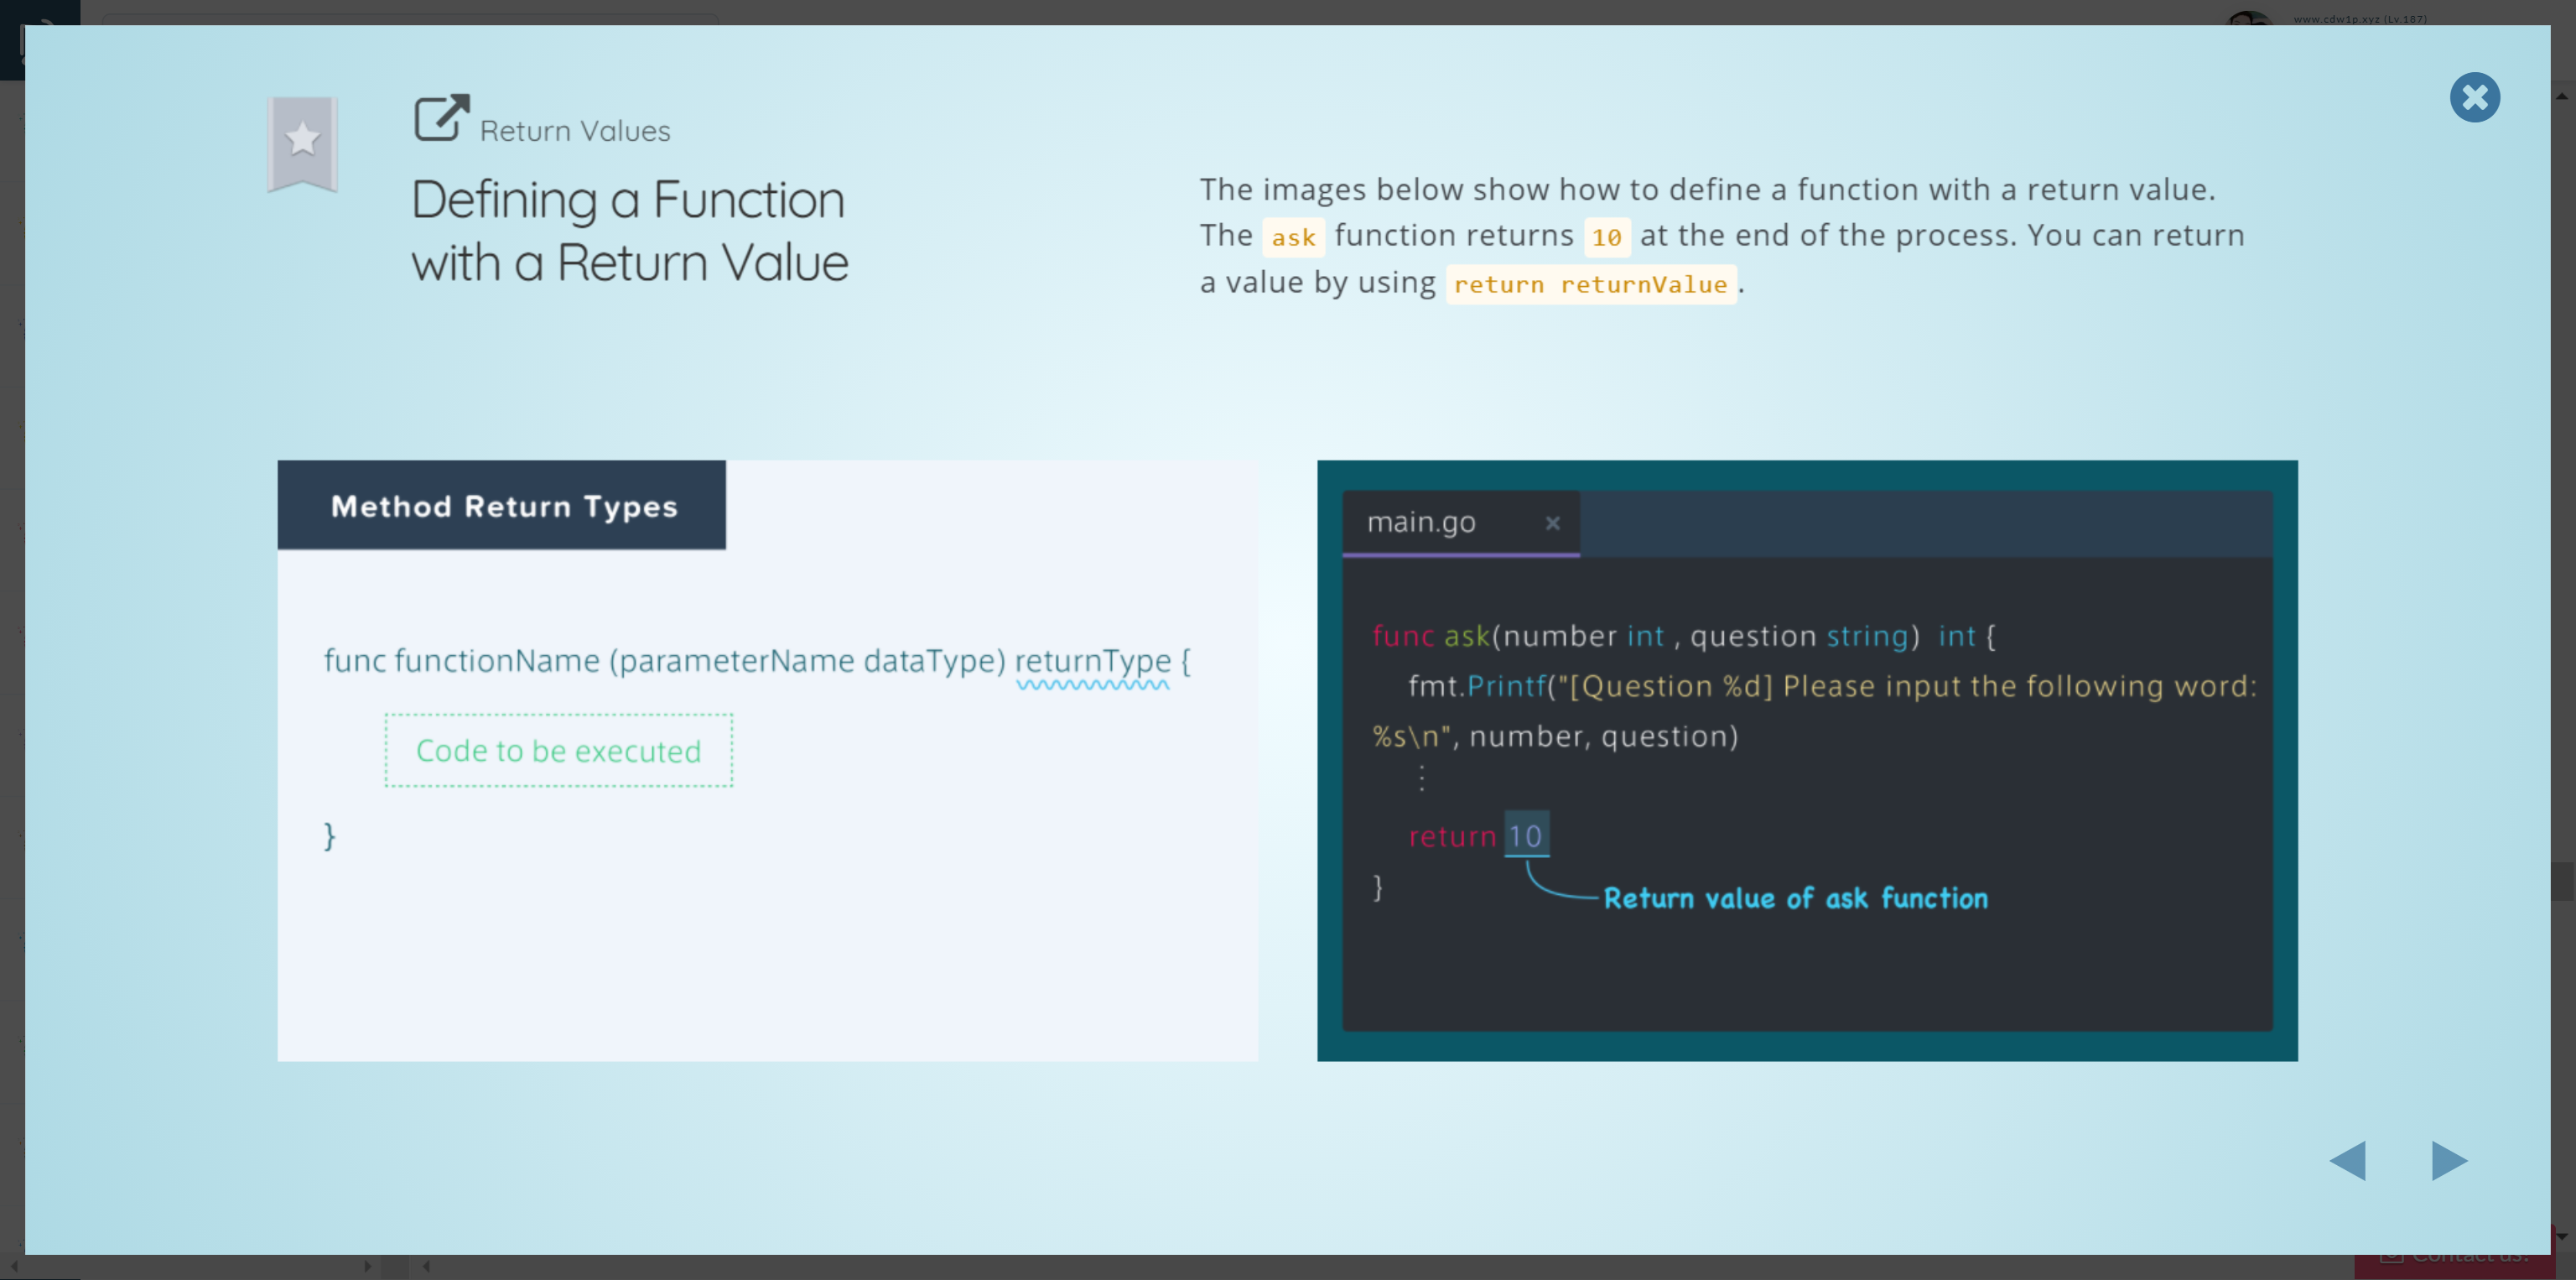 www.cdw1p.xyz (Lv.187)
Return Values
Defining a Function
with a Return Value
The images below show how to define a function with a return value.
The ask function returns 10 at the end of the process. You can return
a value by using return returnValue.
Method Return Types
func functionName (parameterName dataType) returnType {
Code to be executed
}
main.go ×
func ask(number int , question string)  int {
fmt.Printf("[Question %d] Please input the following word:
%s\n", number, question)
⋮
return 10
}
Return value of ask function
Contact us!